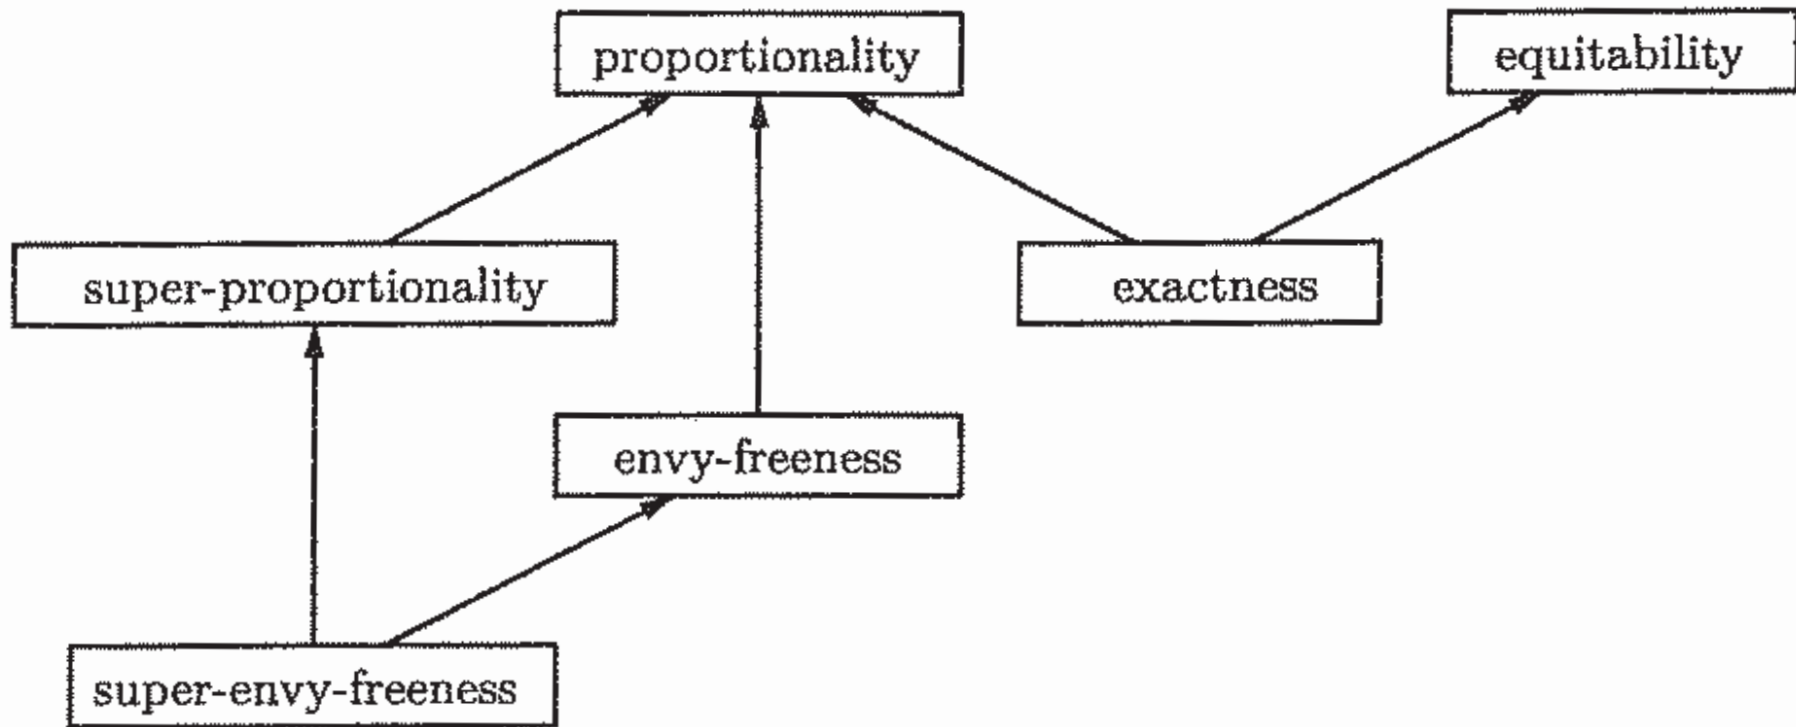 proportionality
equitability
super-proportionality
exactness
envy-freeness
super-envy-freeness